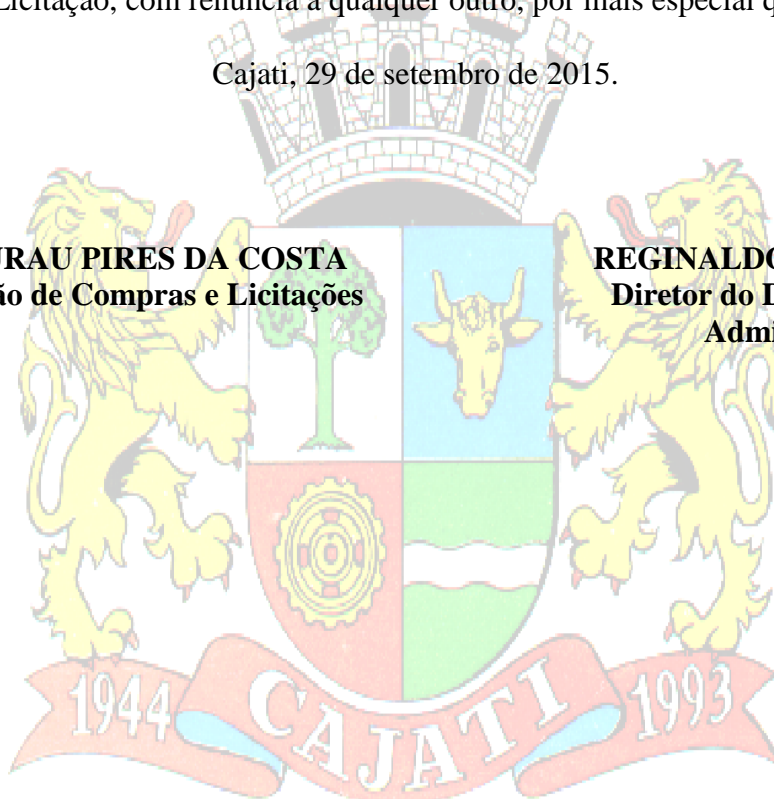 Licitação, com renúncia a qualquer outro, por mais especial q
Cajati, 29 de setembro de 2015.
URAU PIRES DA COSTA
REGINALDO
ão de Compras e Licitações
Diretor do D
Admi
1944
CAJATI
1993